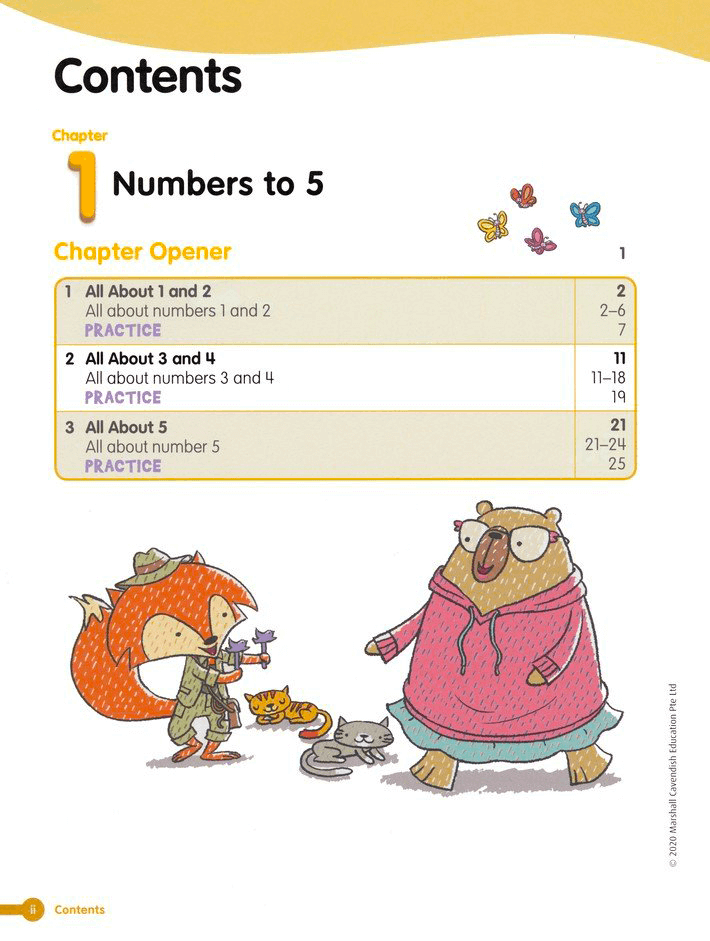 Contents
Chapter
1 Numbers to 5
Chapter Opener 1
1 All About 1 and 2 2
All about numbers 1 and 2 2–6
PRACTICE 7
2 All About 3 and 4 11
All about numbers 3 and 4 11–18
PRACTICE 19
3 All About 5 21
All about number 5 21–24
PRACTICE 25
© 2020 Marshall Cavendish Education Pte Ltd
ii Contents